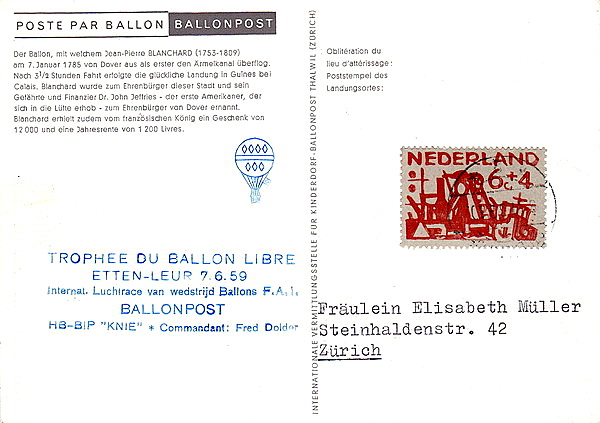 POSTE PAR BALLON BALLONPOST
Der Ballon, mit welchem Jean-Pierre BLANCHARD (1753-1809)
am 7. Januar 1785 von Dover aus als erster den Ärmelkanal überflog.
Nach 3½ Stunden Fahrt erfolgte die glückliche Landung in Guînes bei
Calais. Blanchard wurde zum Ehrenbürger dieser Stadt und sein
Gefährte und Finanzier Dr. John Jeffries - der erste Amerikaner, der
sich in die Lüfte erhob - zum Ehrenbürger von Dover ernannt.
Blanchard erhielt zudem vom französischen König ein Geschenk von
12 000 und eine Jahresrente von 1 200 Livres.
TROPHEE DU BALLON LIBRE
ETTEN-LEUR 7.6.59
Internat. Luchtrace van wedstrijd Ballons F.A.I.
BALLONPOST
HB-BIP "KNIE" * Commandant: Fred Dolder
INTERNATIONALE VERMITTLUNGSSTELLE FÜR KINDERDORF-BALLONPOST THALWIL (ZÜRICH)
Oblitération du
lieu d'attérissage:
Poststempel des
Landungsortes:
NEDERLAND
6c+4
Fräulein Elisabeth Müller
Steinhaldenstr. 42
Zürich